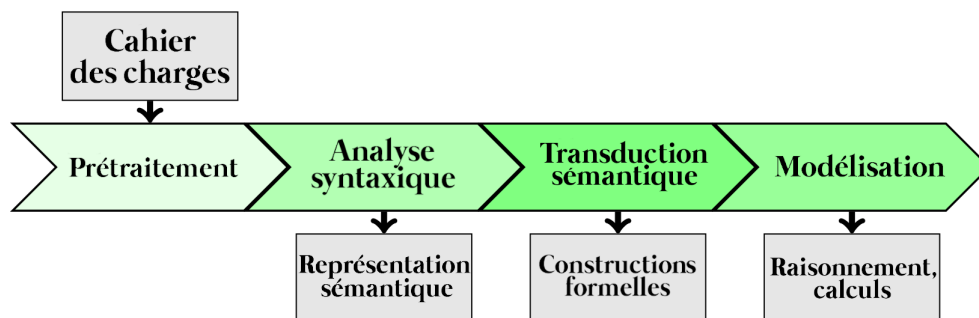 Cahier
des charges
Prétraitement
Analyse
syntaxique
Transduction
sémantique
Modélisation
Représentation
sémantique
Constructions
formelles
Raisonnement,
calculs